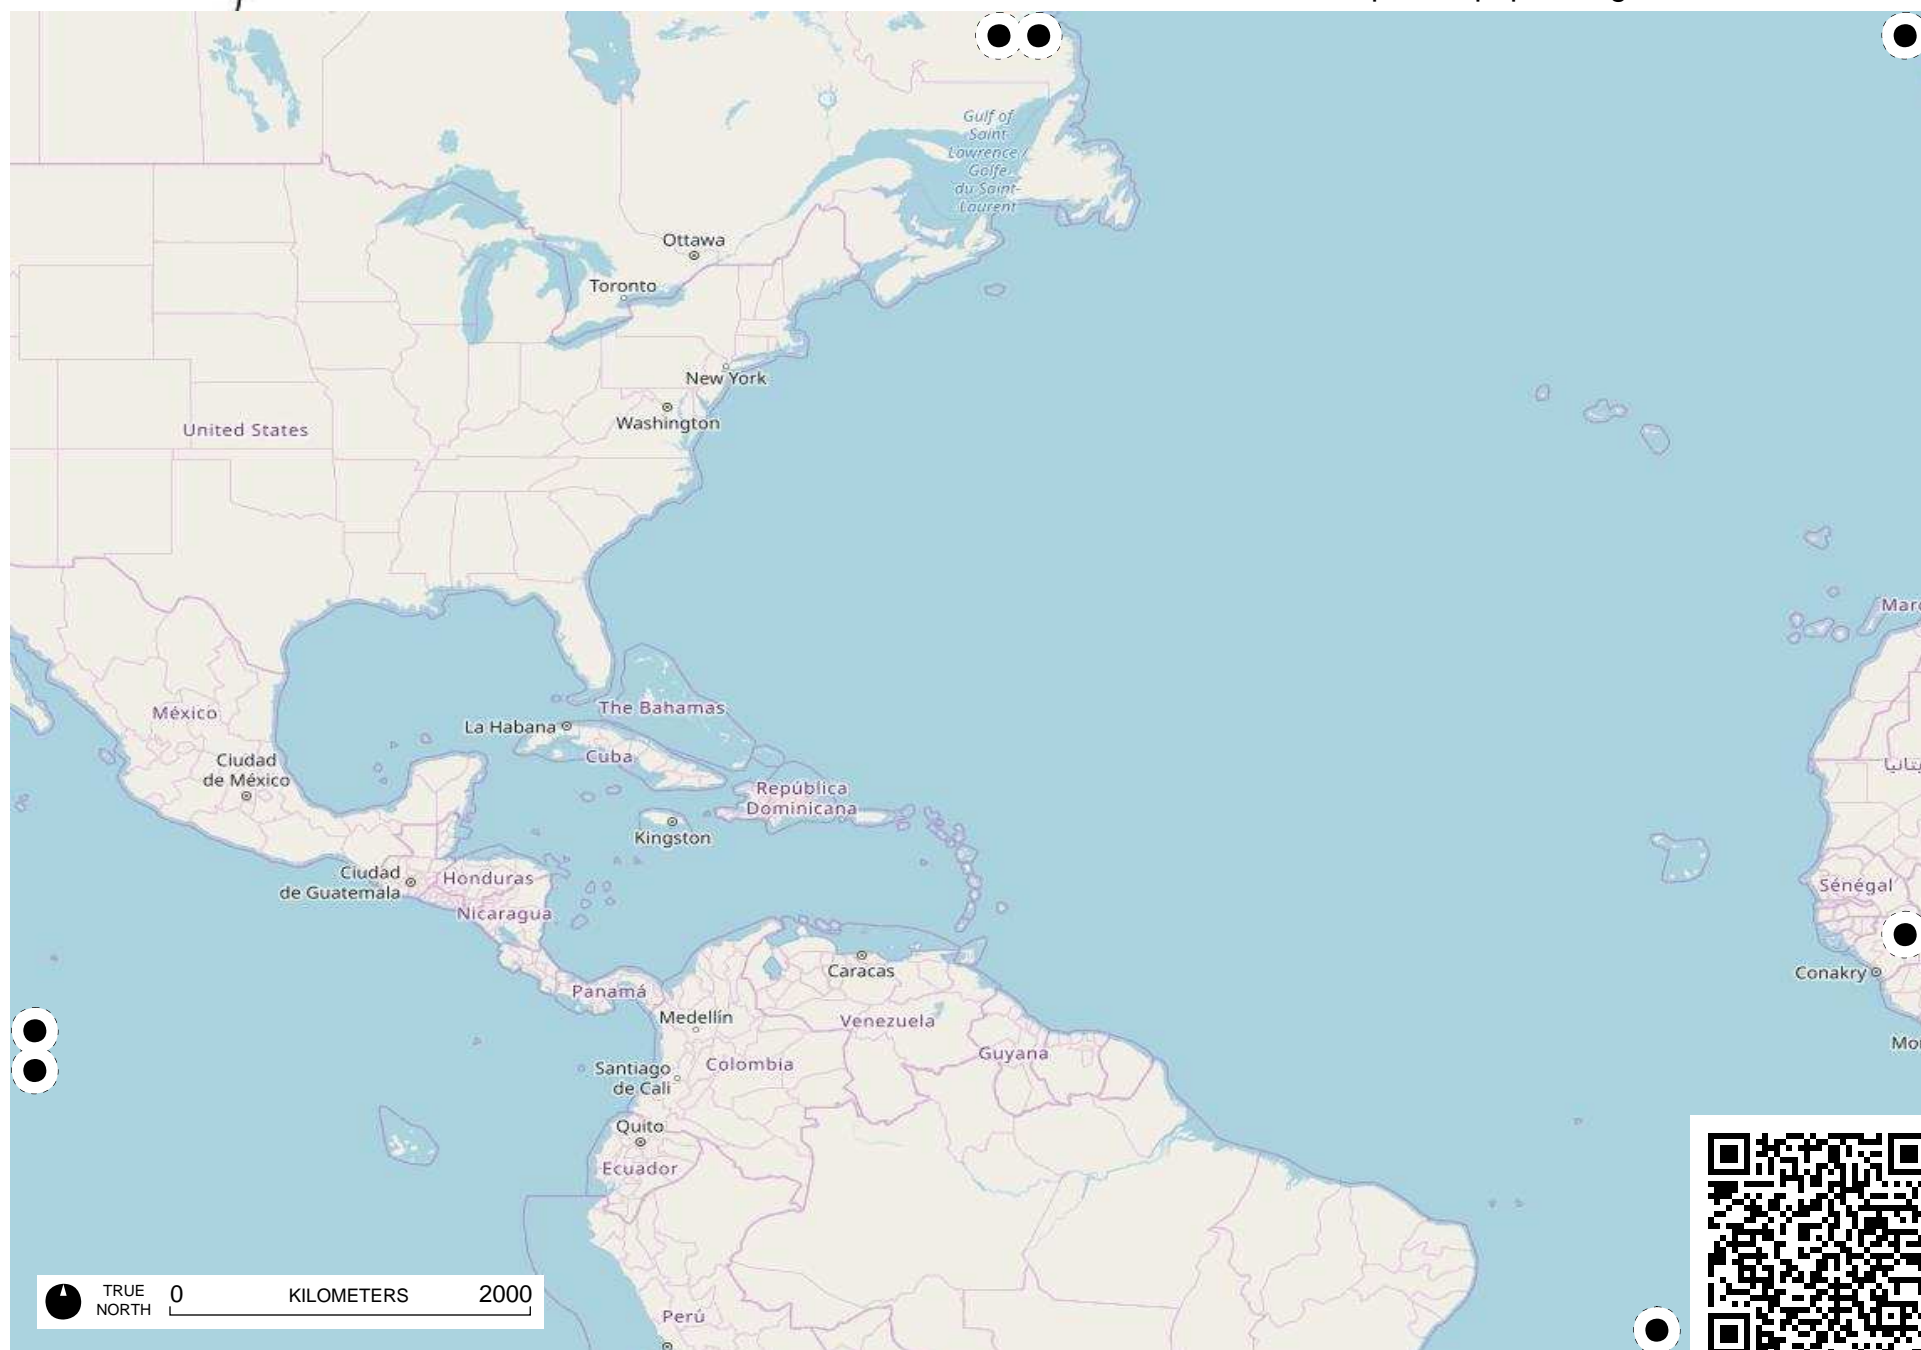 Gulf of
Saint
Lawrence /
Golfe
du Saint-
Laurent
Ottawa
Toronto
New York
Washington
United States
The Bahamas
México
La Habana
Cuba
Ciudad
de México
República
Dominicana
Kingston
Ciudad
de Guatemala
Honduras
Nicaragua
Sénégal
Caracas
Conakry
Panamá
Medellín
Venezuela
Guyana
Colombia
Santiago
de Cali
Quito
Ecuador
Perú
TRUE
NORTH
0 KILOMETERS 2000